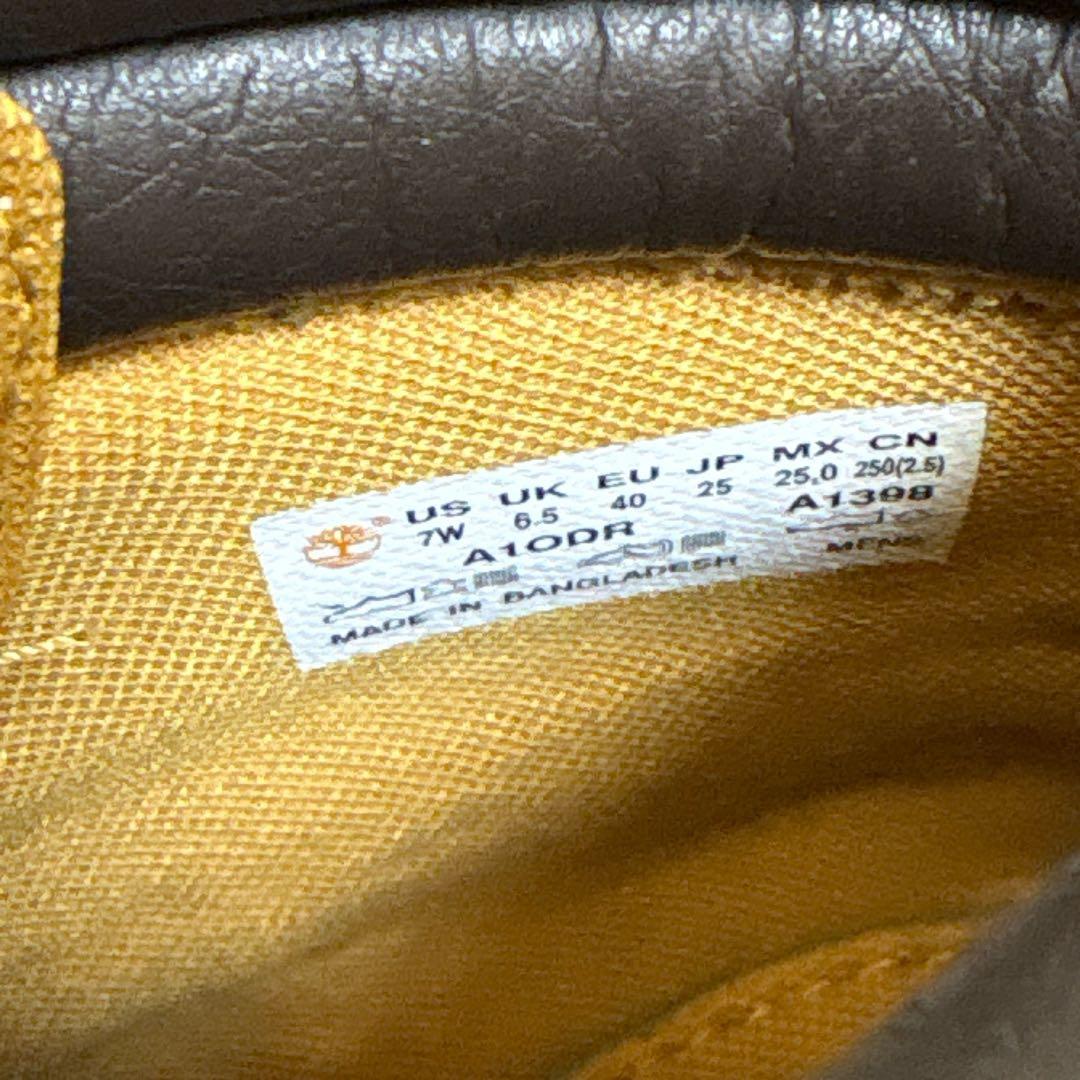 US UK EU JP MX CN
7W 6.5 40 25 25.0 250(2.5)
A1ODR A1398
MADE IN BANGLADESH MENS